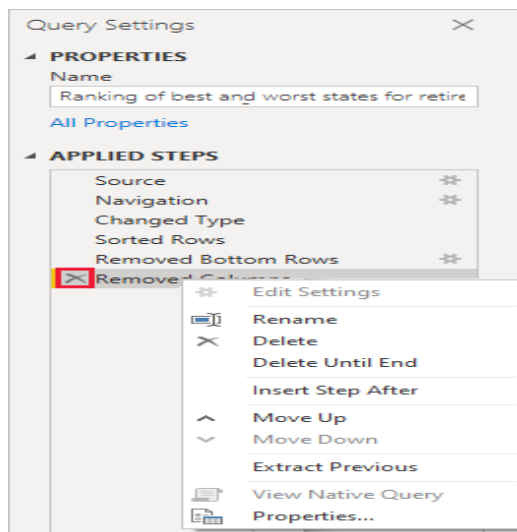 Query Settings
PROPERTIES
Name
Ranking of best and worst states for retire
All Properties
APPLIED STEPS
Source
Navigation
Changed Type
Sorted Rows
Removed Bottom Rows
Removed Columns
Edit Settings
Rename
Delete
Delete Until End
Insert Step After
Move Up
Move Down
Extract Previous
View Native Query
Properties...